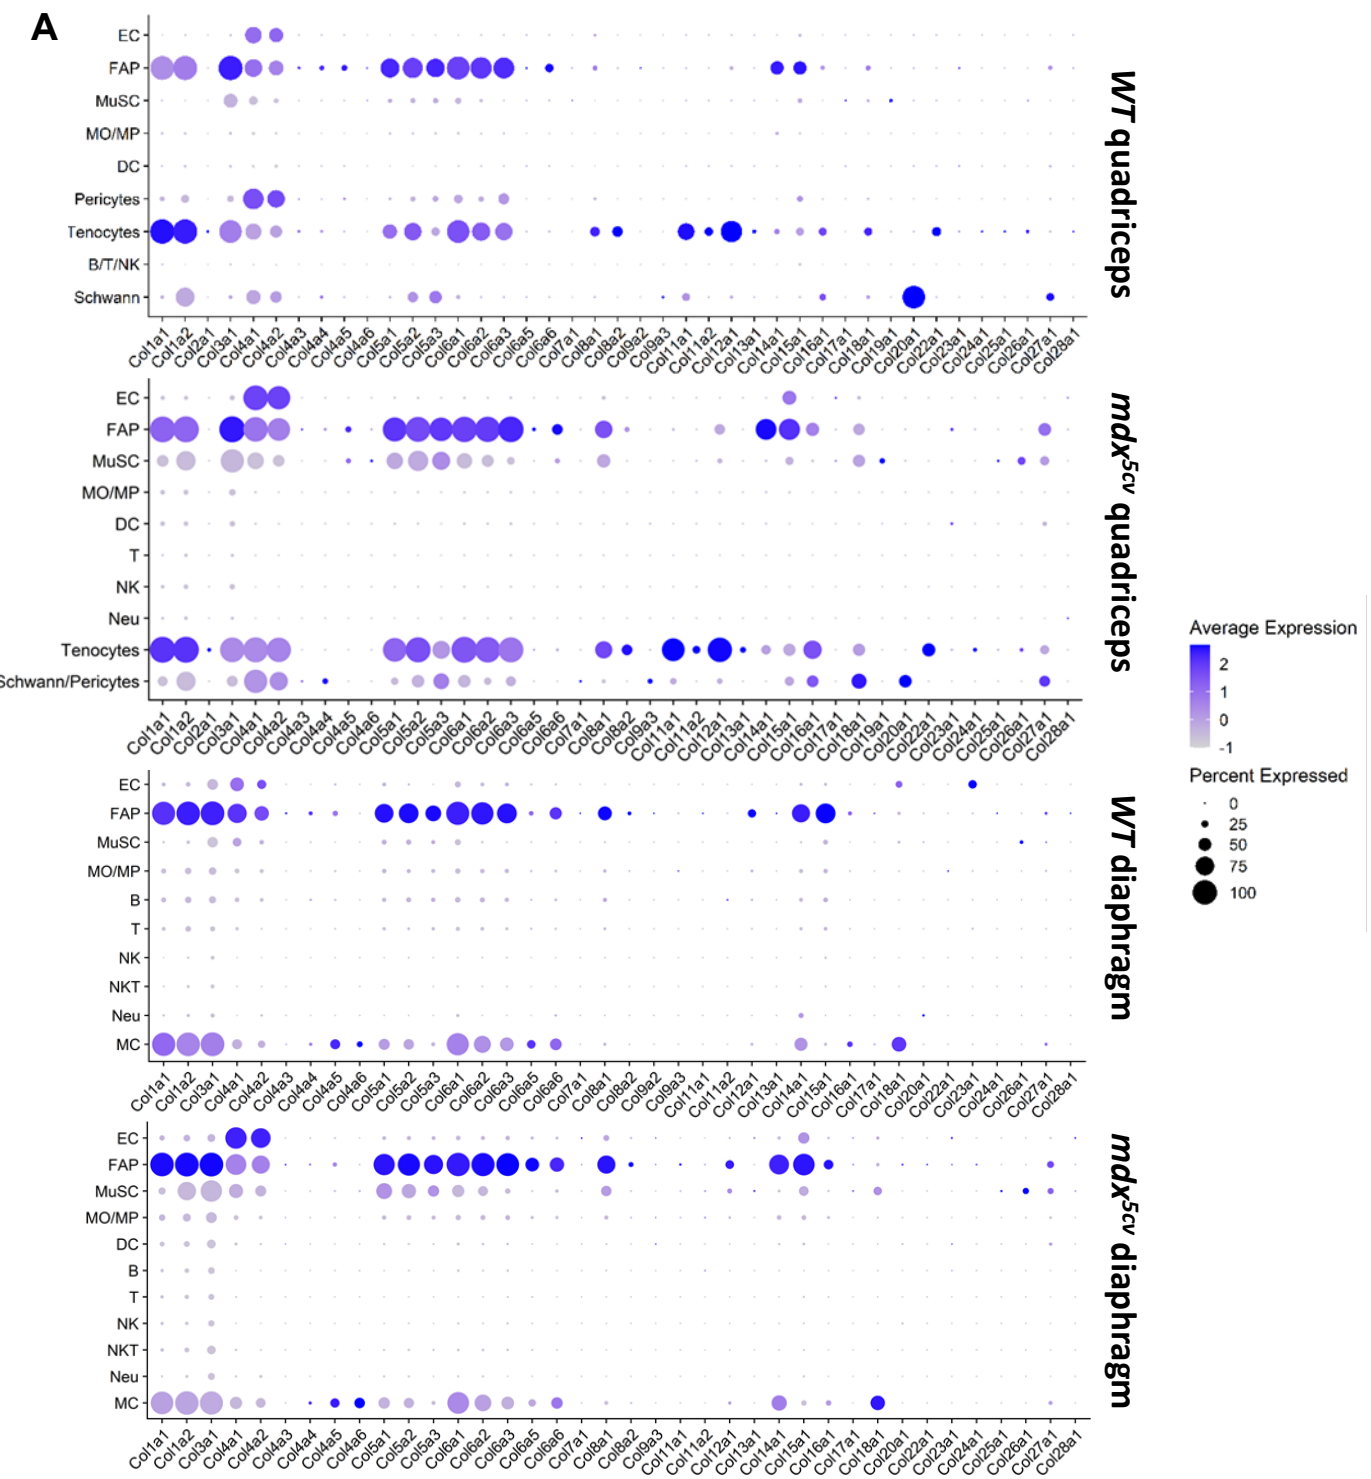 A
EC
FAP
MuSC
MO/MP
DC
Pericytes
Tenocytes
B/T/NK
Schwann
Col1a1 Col1a2 Col2a1 Col3a1 Col4a1 Col4a2 Col4a3 Col4a4 Col4a5 Col4a6 Col5a1 Col5a2 Col5a3 Col6a1 Col6a2 Col6a3 Col6a5 Col6a6 Col7a1 Col8a1 Col8a2 Col9a2 Col9a3 Col11a1 Col11a2 Col12a1 Col13a1 Col14a1 Col15a1 Col16a1 Col17a1 Col18a1 Col19a1 Col20a1 Col22a1 Col23a1 Col24a1 Col25a1 Col26a1 Col27a1 Col28a1
WT quadriceps
EC
FAP
MuSC
MO/MP
DC
T
NK
Neu
Tenocytes
Schwann/Pericytes
Col1a1 Col1a2 Col2a1 Col3a1 Col4a1 Col4a2 Col4a3 Col4a4 Col4a5 Col4a6 Col5a1 Col5a2 Col5a3 Col6a1 Col6a2 Col6a3 Col6a5 Col6a6 Col7a1 Col8a1 Col8a2 Col9a3 Col11a1 Col11a2 Col12a1 Col13a1 Col14a1 Col15a1 Col16a1 Col17a1 Col18a1 Col19a1 Col20a1 Col22a1 Col23a1 Col24a1 Col25a1 Col26a1 Col27a1 Col28a1
mdx5cv quadriceps
EC
FAP
MuSC
MO/MP
B
T
NK
NKT
Neu
MC
Col1a1 Col1a2 Col3a1 Col4a1 Col4a2 Col4a3 Col4a4 Col4a5 Col4a6 Col5a1 Col5a2 Col5a3 Col6a1 Col6a2 Col6a3 Col6a5 Col6a6 Col7a1 Col8a1 Col8a2 Col9a2 Col9a3 Col11a1 Col11a2 Col12a1 Col13a1 Col14a1 Col15a1 Col16a1 Col17a1 Col18a1 Col20a1 Col22a1 Col23a1 Col24a1 Col26a1 Col27a1 Col28a1
WT diaphragm
EC
FAP
MuSC
MO/MP
DC
B
T
NK
NKT
Neu
MC
Col1a1 Col1a2 Col3a1 Col4a1 Col4a2 Col4a3 Col4a4 Col4a5 Col4a6 Col5a1 Col5a2 Col5a3 Col6a1 Col6a2 Col6a3 Col6a5 Col6a6 Col7a1 Col8a1 Col8a2 Col9a3 Col11a1 Col11a2 Col12a1 Col13a1 Col14a1 Col15a1 Col16a1 Col17a1 Col18a1 Col20a1 Col22a1 Col23a1 Col24a1 Col25a1 Col26a1 Col27a1 Col28a1
mdx5cv diaphragm
Average Expression
2
1
0
-1
Percent Expressed
0
25
50
75
100